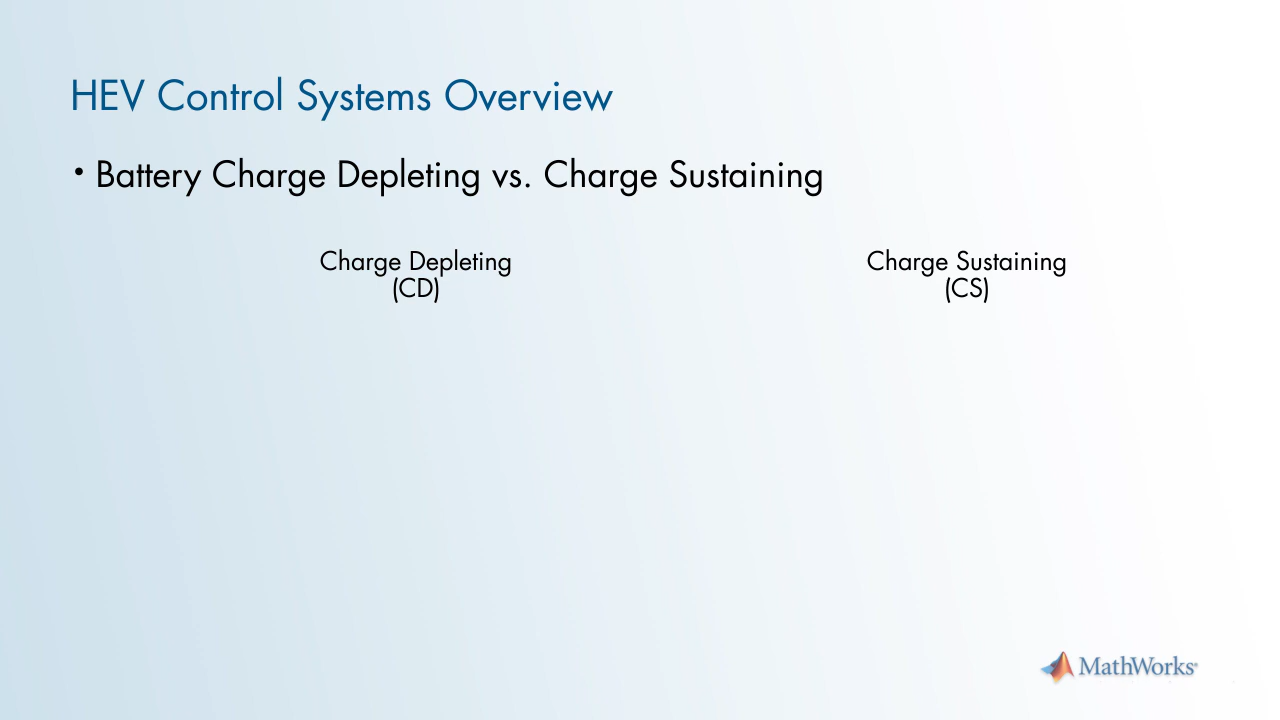 HEV Control Systems Overview
• Battery Charge Depleting vs. Charge Sustaining
Charge Depleting
(CD)
Charge Sustaining
(CS)
MathWorks®